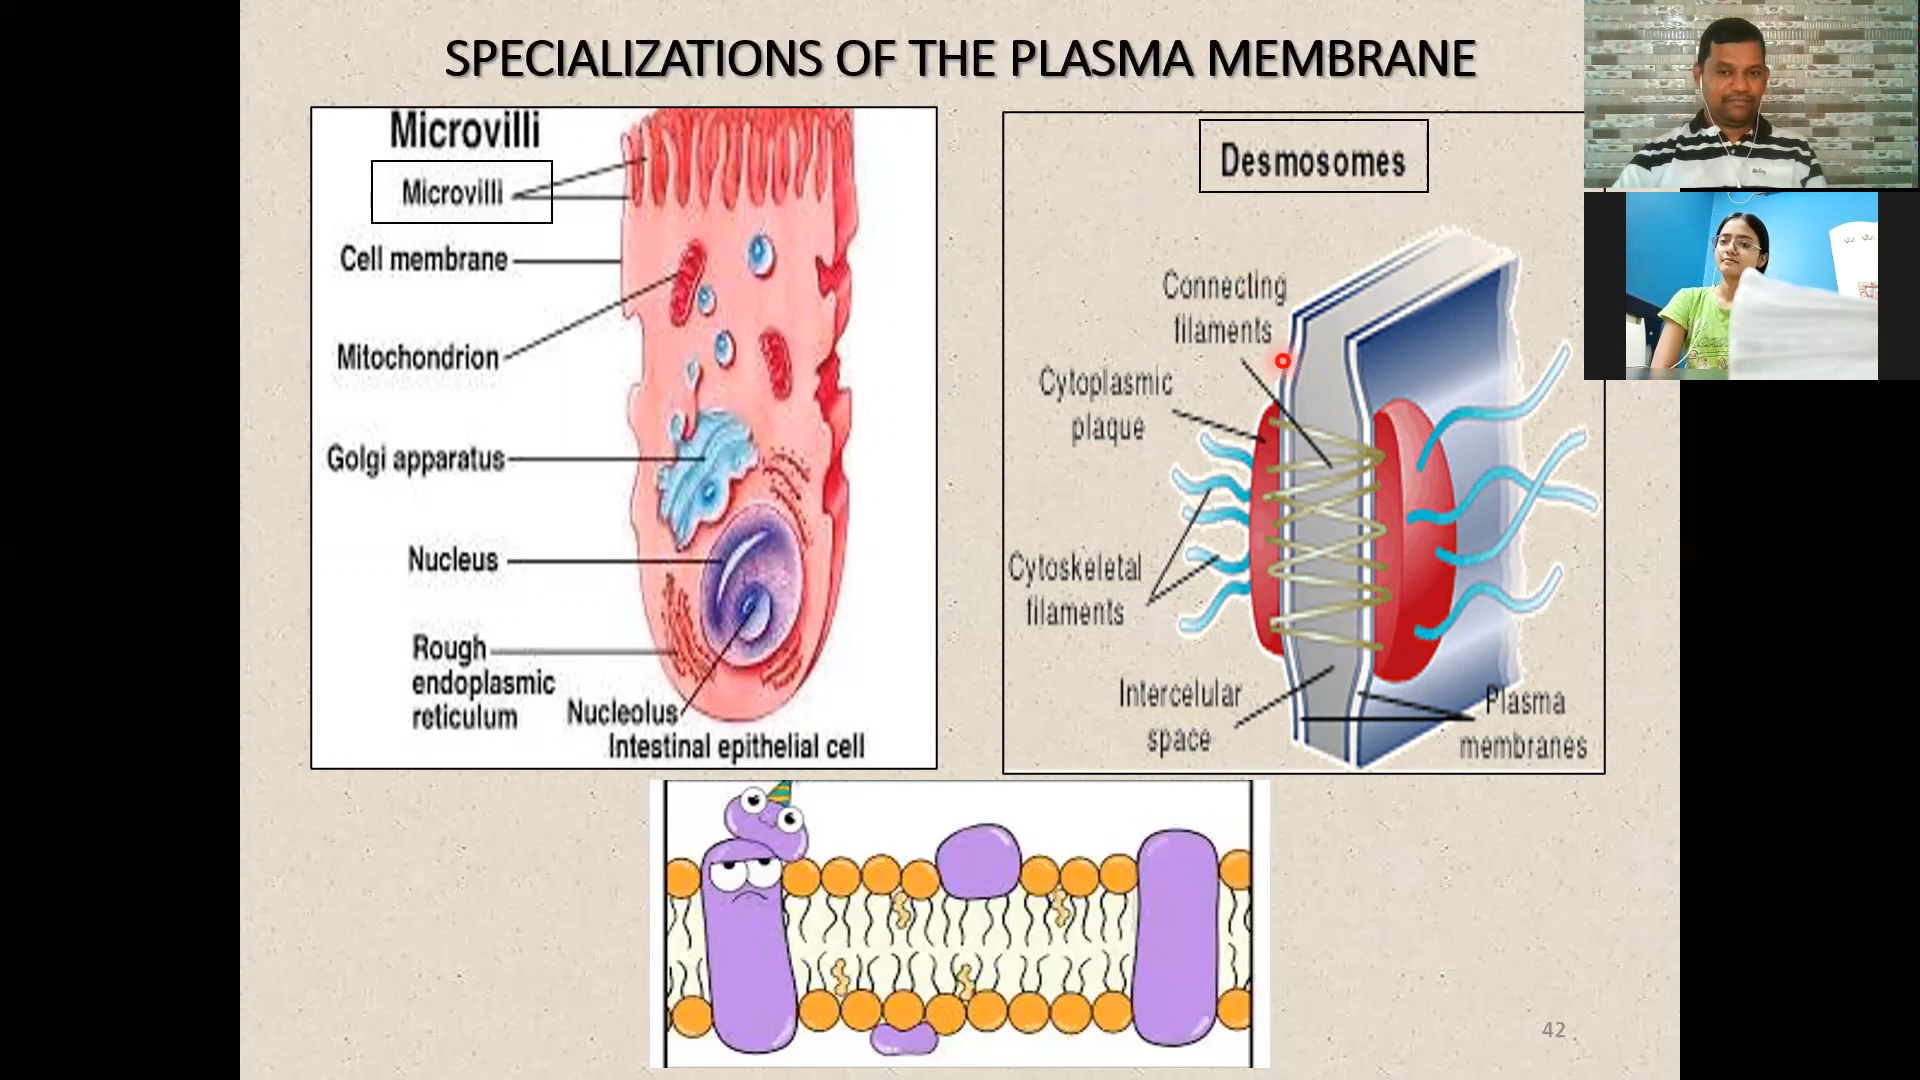 SPECIALIZATIONS OF THE PLASMA MEMBRANE
Microvilli
Microvilli
Cell membrane
Mitochondrion
Golgi apparatus
Nucleus
Rough
endoplasmic
reticulum
Nucleolus
Intestinal epithelial cell
Desmosomes
Connecting
filaments
Cytoplasmic
plaque
Cytoskeletal
filaments
Intercelular
space
Plasma
membranes
42